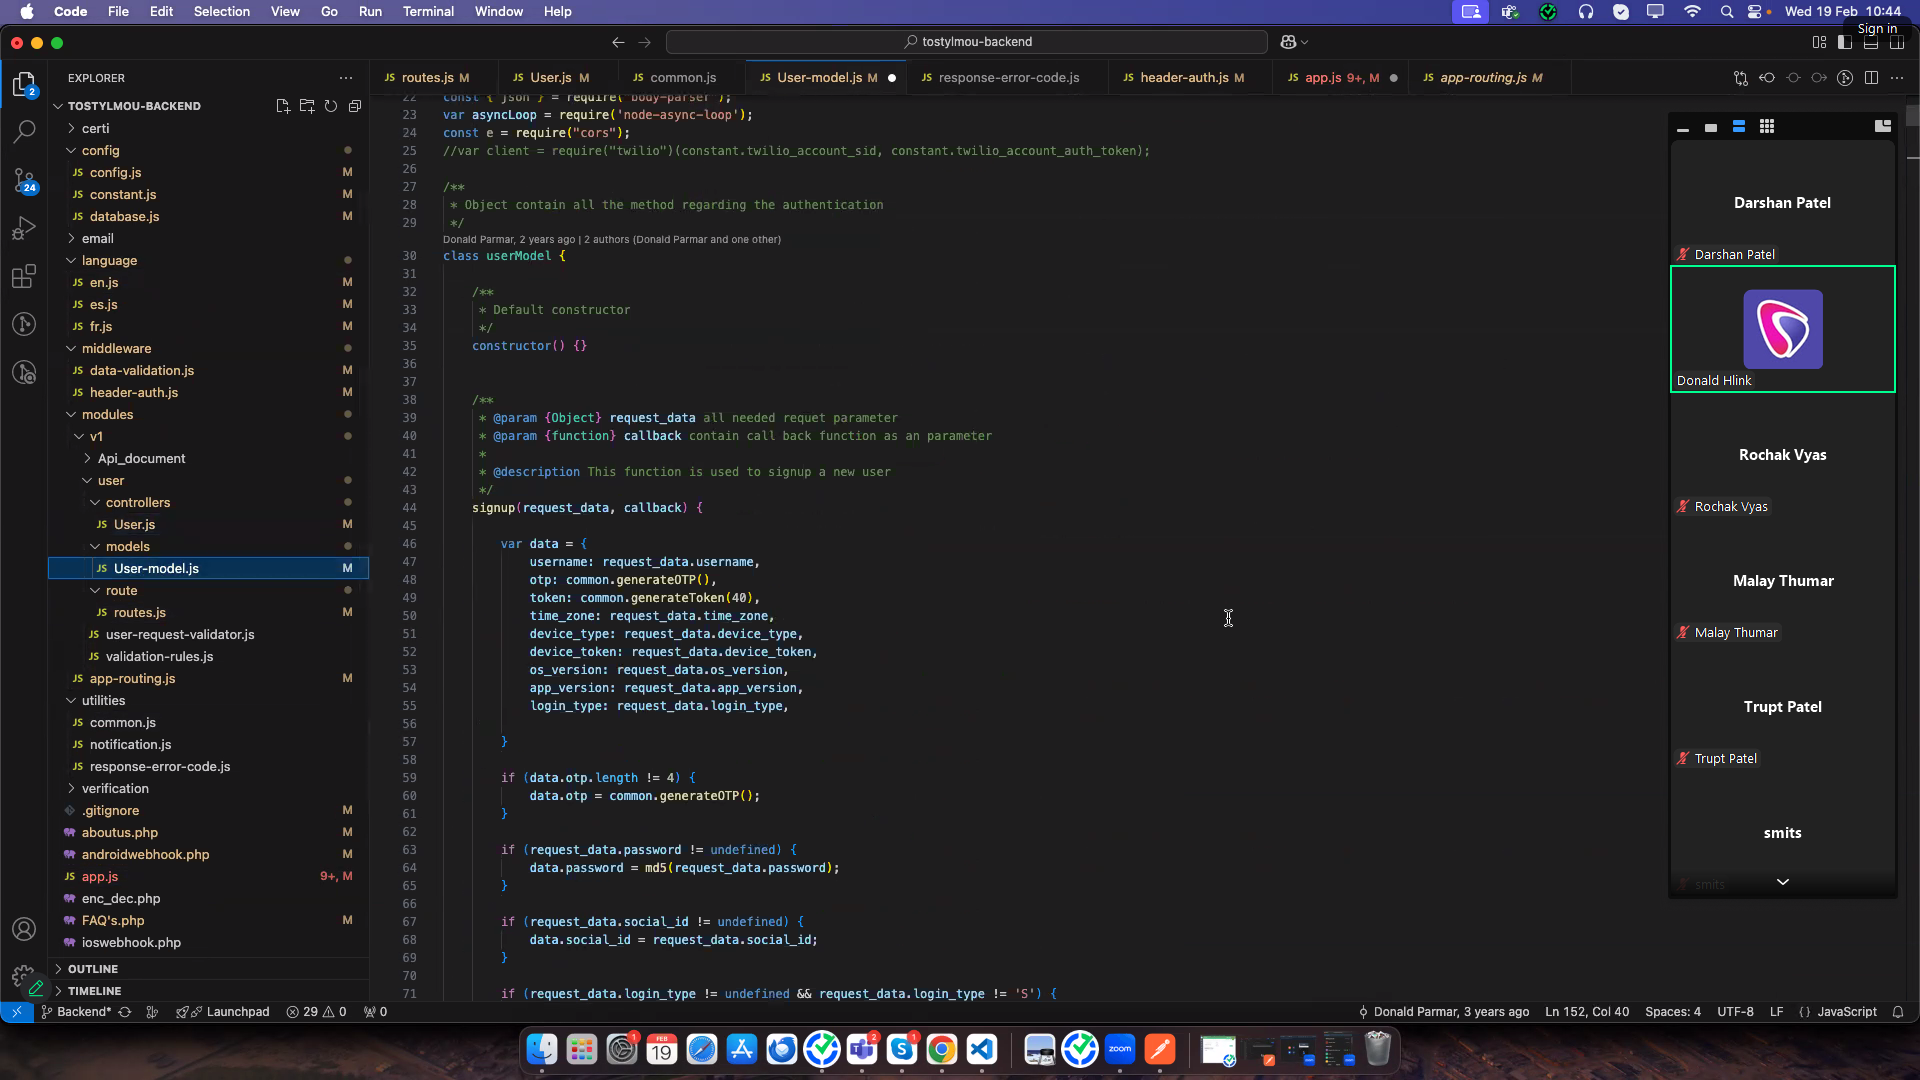 Code File Edit Selection View Go Run Terminal Window Help
Wed 19 Feb 10:44
Sign in
tostylmou-backend
EXPLORER
routes.js M
User.js M
common.js
User-model.js M
response-error-code.js
header-auth.js M
app.js 9+, M
app-routing.js M
TOSTYLMOU-BACKEND
certi
config
config.js M
constant.js M
database.js M
email
language
en.js M
es.js M
fr.js M
middleware
data-validation.js M
header-auth.js M
modules
v1
Api_document
user
controllers
User.js M
models
User-model.js M
route
routes.js M
user-request-validator.js
validation-rules.js
app-routing.js M
utilities
common.js
notification.js
response-error-code.js
verification
.gitignore M
aboutus.php M
androidwebhook.php M
app.js 9+, M
enc_dec.php
FAQ's.php M
ioswebhook.php
OUTLINE
TIMELINE
2
24
22 const { json } = require('body-parser');
23 var asyncLoop = require('node-async-loop');
24 const e = require("cors");
25 //var client = require("twilio")(constant.twilio_account_sid, constant.twilio_account_auth_token);
26
27 /**
28 * Object contain all the method regarding the authentication
29 */
Donald Parmar, 2 years ago | 2 authors (Donald Parmar and one other)
30 class userModel {
31
32 /**
33 * Default constructor
34 */
35 constructor() {}
36
37
38 /**
39 * @param {Object} request_data all needed requet parameter
40 * @param {function} callback contain call back function as an parameter
41 *
42 * @description This function is used to signup a new user
43 */
44 signup(request_data, callback) {
45
46 var data = {
47 username: request_data.username,
48 otp: common.generateOTP(),
49 token: common.generateToken(40),
50 time_zone: request_data.time_zone,
51 device_type: request_data.device_type,
52 device_token: request_data.device_token,
53 os_version: request_data.os_version,
54 app_version: request_data.app_version,
55 login_type: request_data.login_type,
56
57 }
58
59 if (data.otp.length != 4) {
60 data.otp = common.generateOTP();
61 }
62
63 if (request_data.password != undefined) {
64 data.password = md5(request_data.password);
65 }
66
67 if (request_data.social_id != undefined) {
68 data.social_id = request_data.social_id;
69 }
70
71 if (request_data.login_type != undefined && request_data.login_type != 'S') {
Darshan Patel
Darshan Patel
Donald Hlink
Rochak Vyas
Rochak Vyas
Malay Thumar
Malay Thumar
Trupt Patel
Trupt Patel
smits
smits
Backend* Launchpad 29 0 0
Donald Parmar, 3 years ago Ln 152, Col 40 Spaces: 4 UTF-8 LF {} JavaScript
1
FEB
19
2
1
zoom